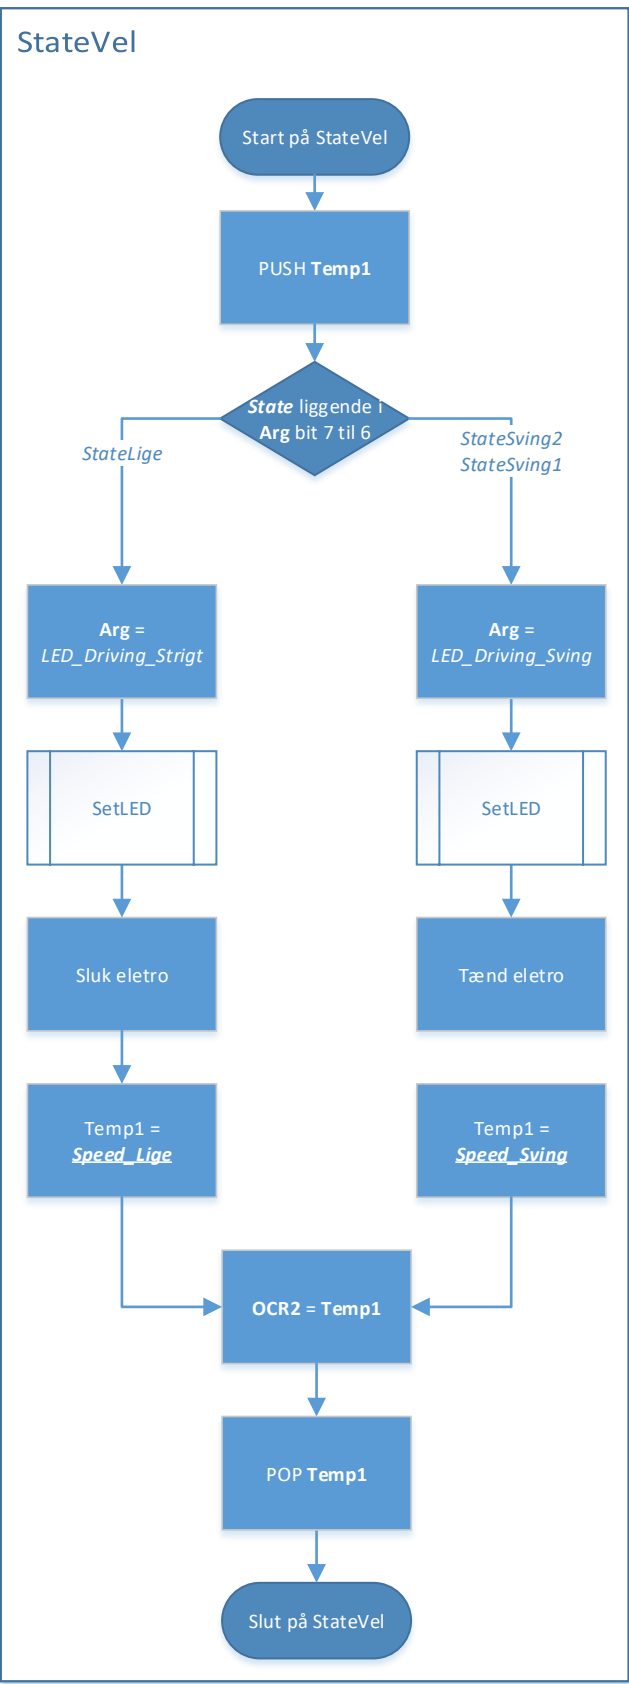 StateVel
Start på StateVel
PUSH Temp1
State liggende i
Arg bit 7 til 6
StateLige
StateSving2
StateSving1
Arg =
LED_Driving_Strigt
Arg =
LED_Driving_Sving
SetLED
SetLED
Sluk eletro
Tænd eletro
Temp1 =
Speed_Lige
Temp1 =
Speed_Sving
OCR2 = Temp1
POP Temp1
Slut på StateVel